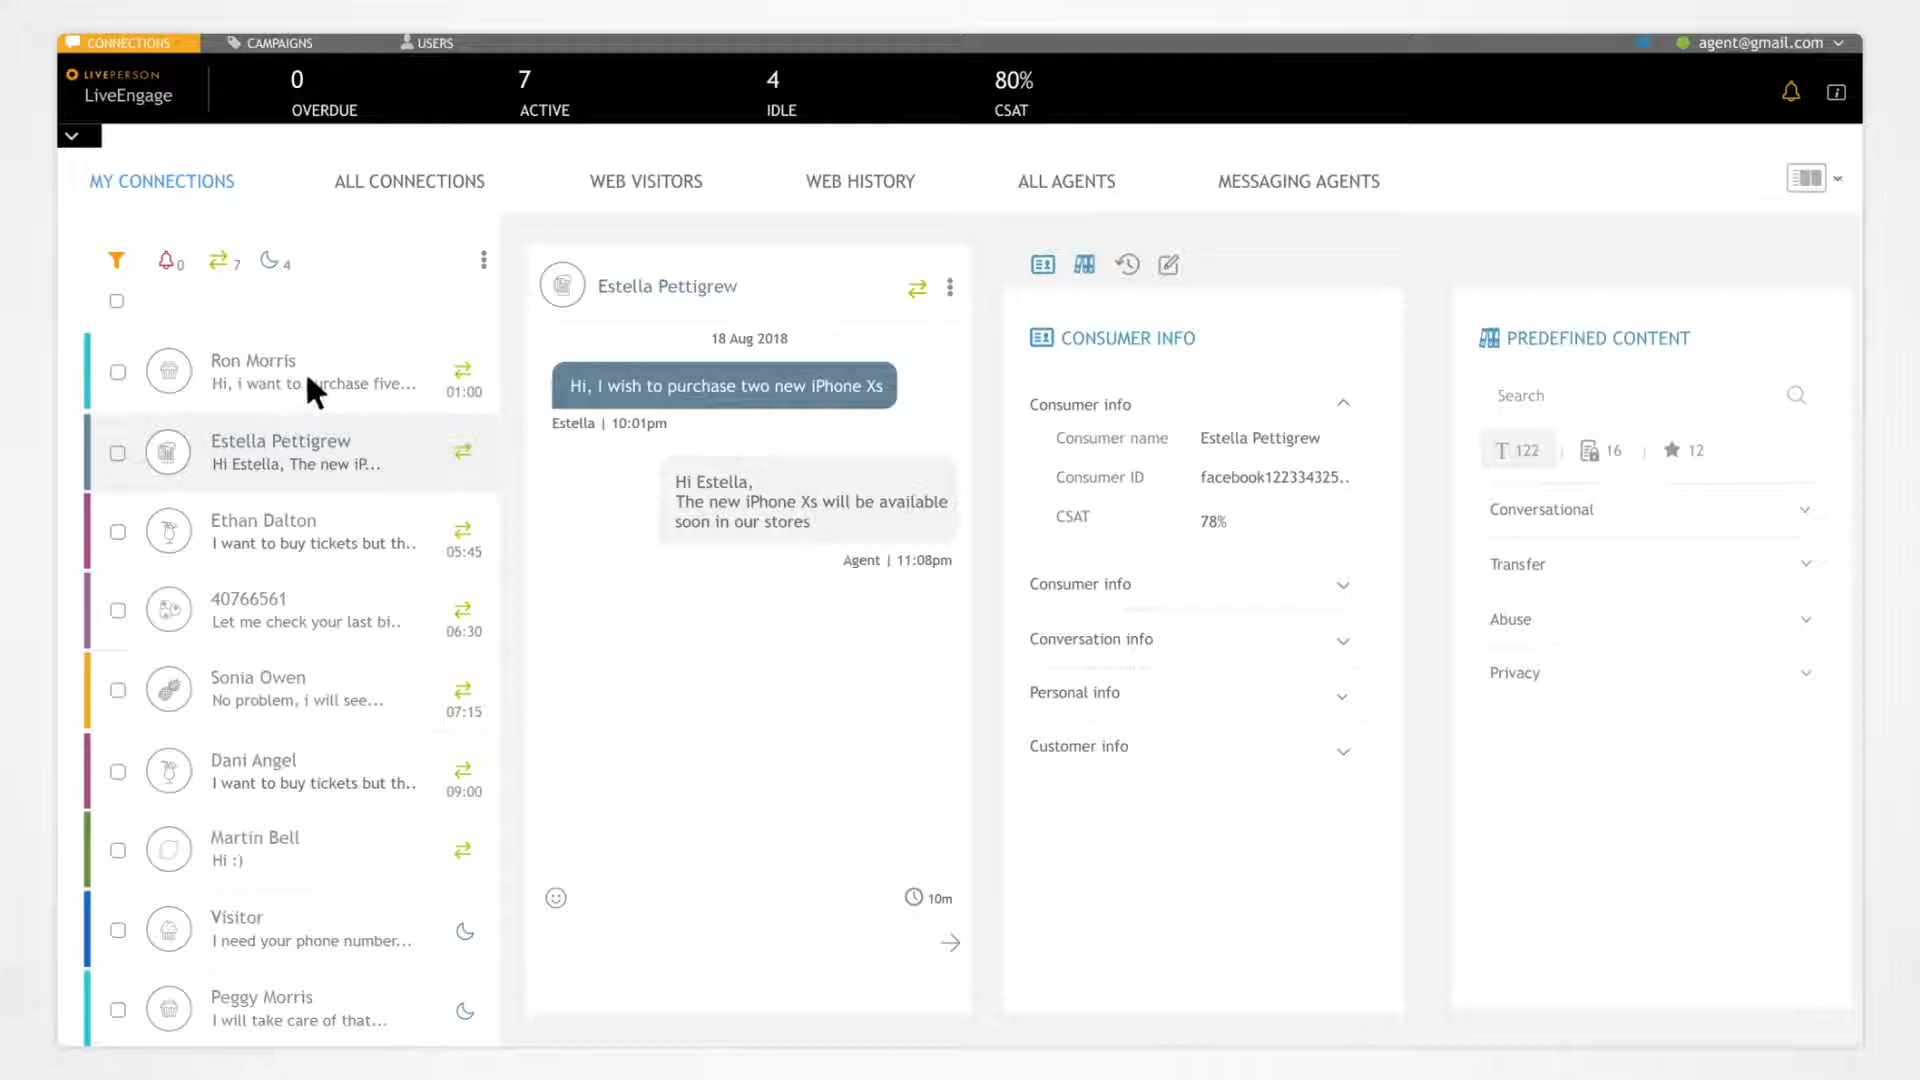 CONNECTIONS
CAMPAIGNS
USERS
agent@gmail.com
LIVEPERSON
LiveEngage
0
OVERDUE
7
ACTIVE
4
IDLE
80%
CSAT
MY CONNECTIONS
ALL CONNECTIONS
WEB VISITORS
WEB HISTORY
ALL AGENTS
MESSAGING AGENTS
0
7
4
Ron Morris
Hi, i want to purchase five...
01:00
Estella Pettigrew
Hi Estella, The new iP...
Ethan Dalton
I want to buy tickets but th..
05:45
40766561
Let me check your last bi..
06:30
Sonia Owen
No problem, i will see...
07:15
Dani Angel
I want to buy tickets but th..
09:00
Martin Bell
Hi :)
Visitor
I need your phone number...
Peggy Morris
I will take care of that...
Estella Pettigrew
18 Aug 2018
Hi, I wish to purchase two new iPhone Xs
Estella | 10:01pm
Hi Estella,
The new iPhone Xs will be available
soon in our stores
Agent | 11:08pm
10m
CONSUMER INFO
Consumer info
Consumer name Estella Pettigrew
Consumer ID facebook122334325..
CSAT 78%
Consumer info
Conversation info
Personal info
Customer info
PREDEFINED CONTENT
Search
T 122 | 16 | 12
Conversational
Transfer
Abuse
Privacy